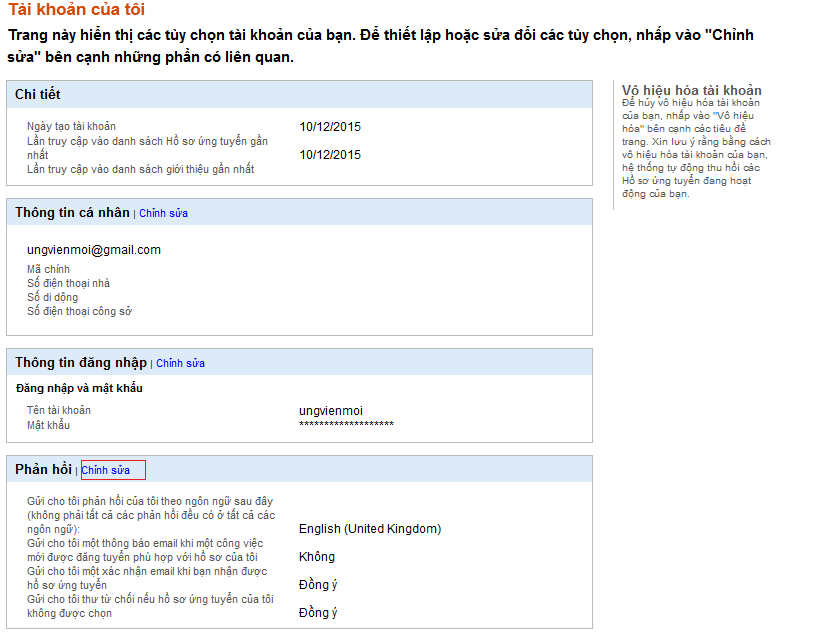 Tài khoản của tôi
Trang này hiển thị các tùy chọn tài khoản của bạn. Để thiết lập hoặc sửa đổi các tùy chọn, nhấp vào "Chỉnh
sửa" bên cạnh những phần có liên quan.
Chi tiết
Ngày tạo tài khoản 10/12/2015
Lần truy cập vào danh sách Hồ sơ ứng tuyển gần
nhất 10/12/2015
Lần truy cập vào danh sách giới thiệu gần nhất
Thông tin cá nhân | Chỉnh sửa
ungvienmoi@gmail.com
Mã chính
Số điện thoại nhà
Số di động
Số điện thoại công sở
Thông tin đăng nhập | Chỉnh sửa
Đăng nhập và mật khẩu
Tên tài khoản ungvienmoi
Mật khẩu *******************
Phản hồi | Chỉnh sửa
Gửi cho tôi phản hồi của tôi theo ngôn ngữ sau đây
(không phải tất cả các phản hồi đều có ở tất cả các
ngôn ngữ): English (United Kingdom)
Gửi cho tôi một thông báo email khi một công việc
mới được đăng tuyển phù hợp với hồ sơ của tôi Không
Gửi cho tôi một xác nhận email khi bạn nhận được
hồ sơ ứng tuyển Đồng ý
Gửi cho tôi thư từ chối nếu hồ sơ ứng tuyển của tôi
không được chọn Đồng ý
Vô hiệu hóa tài khoản
Để hủy vô hiệu hóa tài khoản
của bạn, nhấp vào "Vô hiệu
hóa" bên cạnh các tiêu đề
trang. Xin lưu ý rằng bằng cách
vô hiệu hóa tài khoản của bạn,
hệ thống tự động thu hồi các
Hồ sơ ứng tuyển đang hoạt
động của bạn.